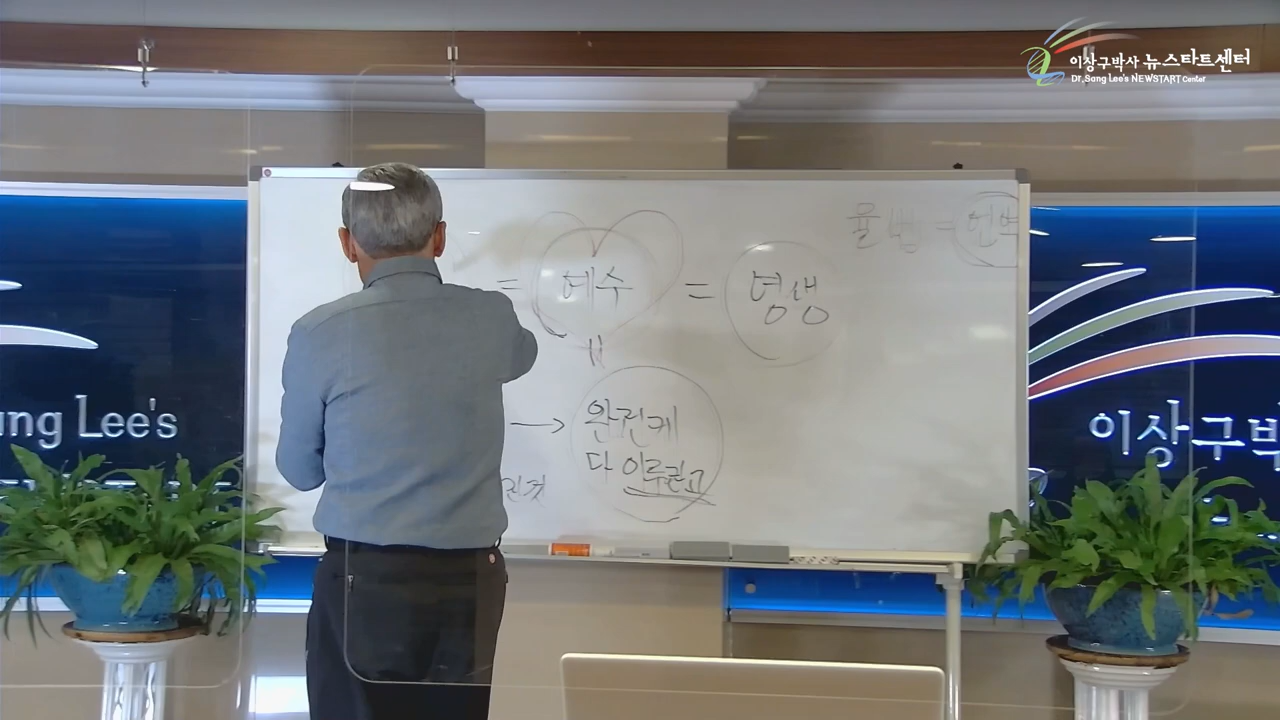 이상구박사 뉴스타트센터
Dr. Sang Lee's NEWSTART Center
율법 =
= 예수 = 영생
=
→ 완전케
다 이루려고
ung Lee's
이상구박